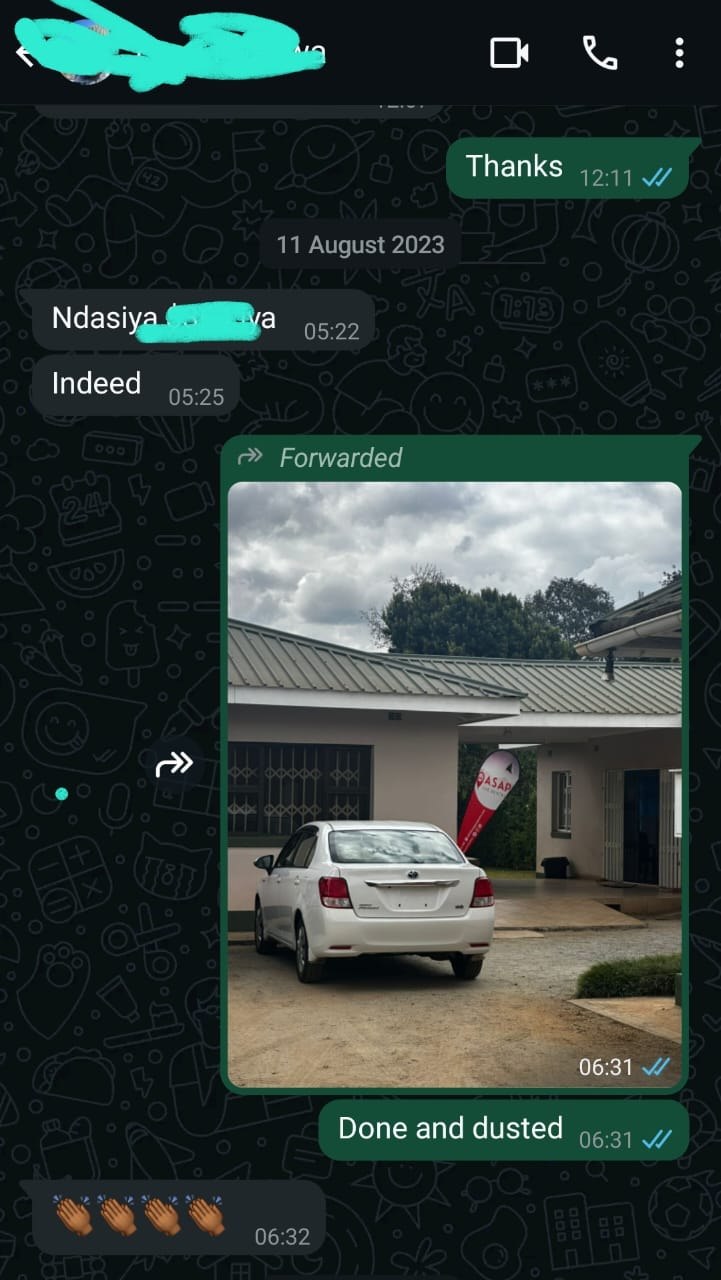 Thanks 12:11
11 August 2023
05:22
Indeed 05:25
Forwarded
ASAP
06:31
Done and dusted 06:31
👏🏾👏🏾👏🏾👏🏾 06:32